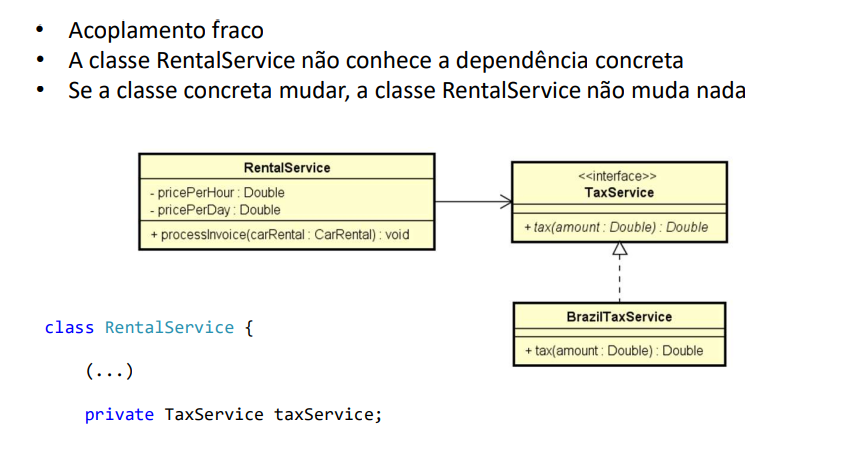 • Acoplamento fraco
• A classe RentalService não conhece a dependência concreta
• Se a classe concreta mudar, a classe RentalService não muda nada
RentalService
- pricePerHour : Double
- pricePerDay : Double
+ processInvoice(carRental : CarRental) : void
<<interface>>
TaxService
+ tax(amount : Double) : Double
BrazilTaxService
+ tax(amount : Double) : Double
class RentalService {
(...)
private TaxService taxService;